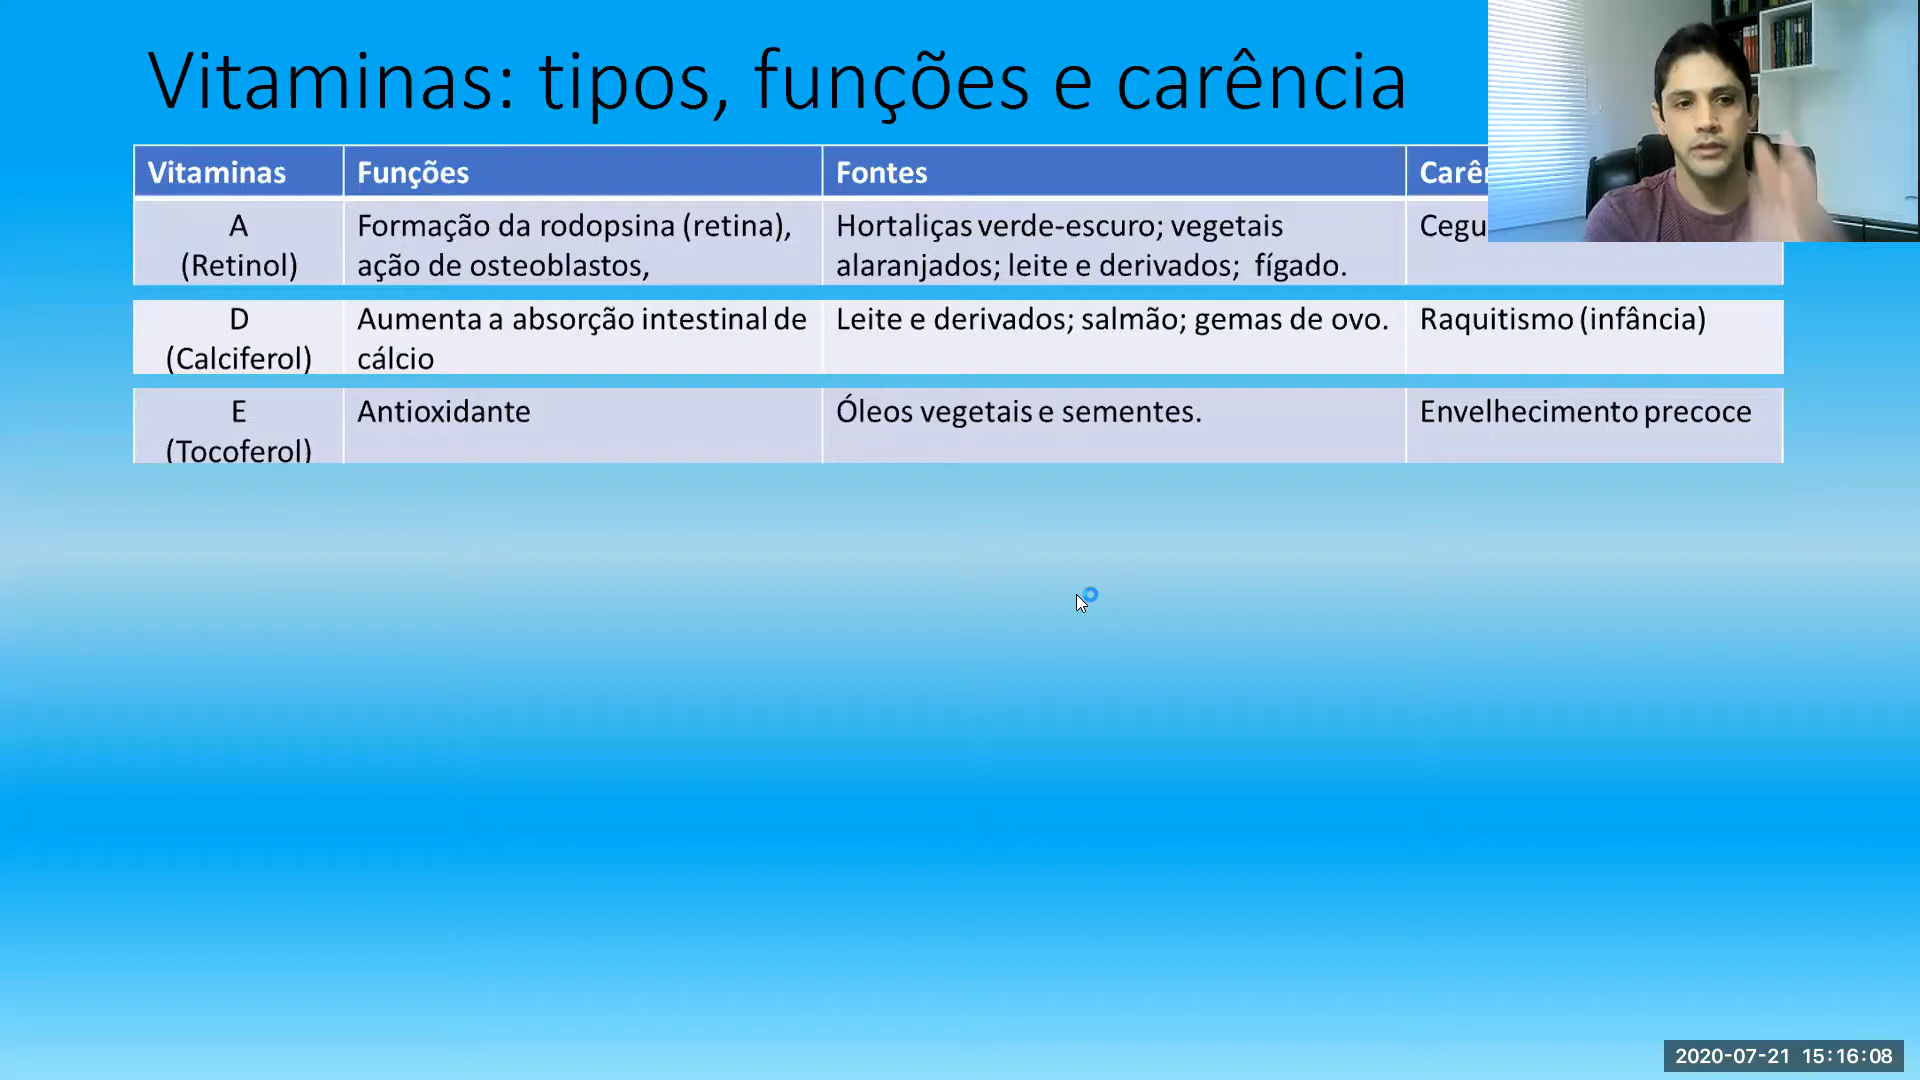 Vitaminas: tipos, funções e carência
Vitaminas Funções Fontes
A Formação da rodopsina (retina), Hortaliças verde-escuro; vegetais
(Retinol) ação de osteoblastos, alaranjados; leite e derivados; fígado.
D Aumenta a absorção intestinal de Leite e derivados; salmão; gemas de ovo. Raquitismo (infância)
(Calciferol) cálcio
E Antioxidante Óleos vegetais e sementes. Envelhecimento precoce
(Tocoferol)
2020-07-21 15:16:08